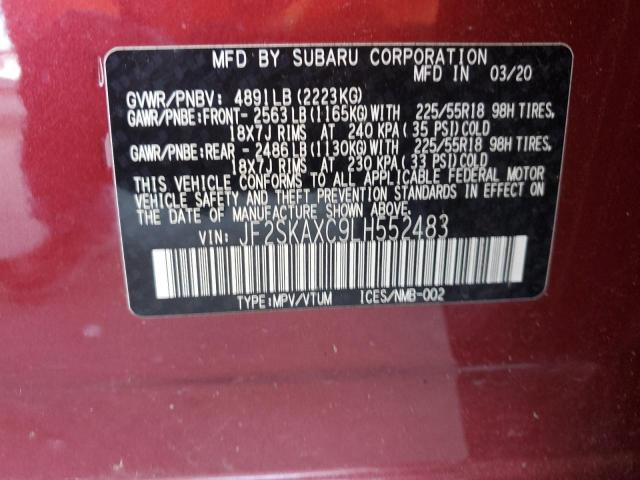 MFD BY SUBARU CORPORATION
MFD IN 03/20
GVWR/PNBV: 4891LB(2223KG)
GAWR/PNBE:FRONT- 2563LB(1165KG)WITH 225/55R18 98H TIRES,
18X7J RIMS AT 240 KPA( 35 PSI)COLD
GAWR/PNBE:REAR - 2486LB(1130KG)WITH 225/55R18 98H TIRES,
18X7J RIMS AT 230 KPA( 33 PSI)COLD
THIS VEHICLE CONFORMS TO ALL APPLICABLE FEDERAL MOTOR
VEHICLE SAFETY AND THEFT PREVENTION STANDARDS IN EFFECT ON
THE DATE OF MANUFACTURE SHOWN ABOVE.
VIN: JF2SKAXC9LH552483
TYPE:MPV/VTUM ICES/NMB-002